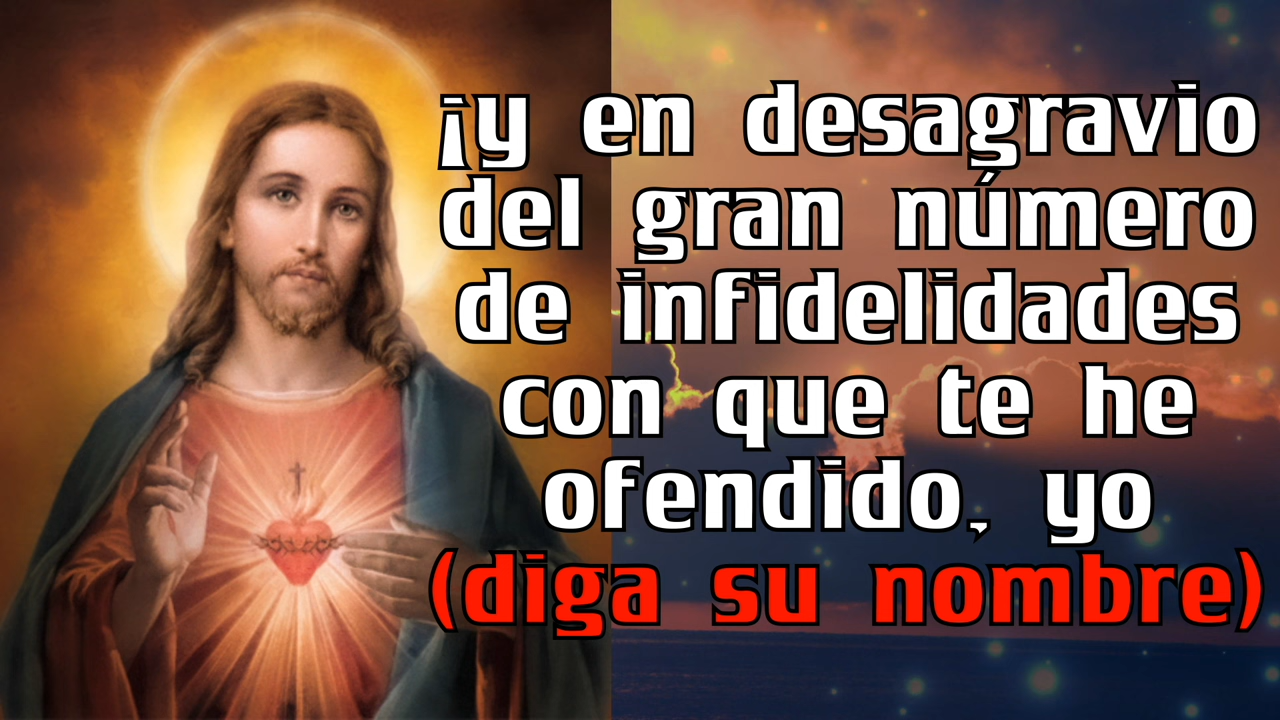 ¡y en desagravio
del gran número
de infidelidades
con que te he
ofendido, yo
(diga su nombre)